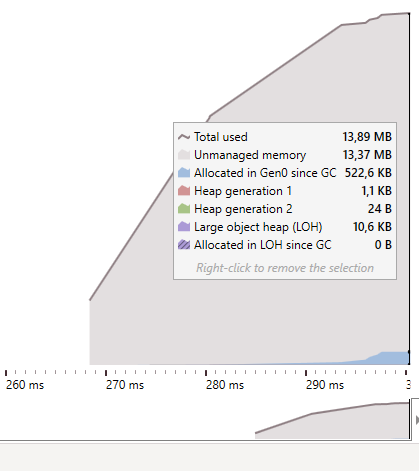 Total used 13,89 MB
Unmanaged memory 13,37 MB
Allocated in Gen0 since GC 522,6 KB
Heap generation 1 1,1 KB
Heap generation 2 24 B
Large object heap (LOH) 10,6 KB
Allocated in LOH since GC 0 B
Right-click to remove the selection
260 ms 270 ms 280 ms 290 ms 3